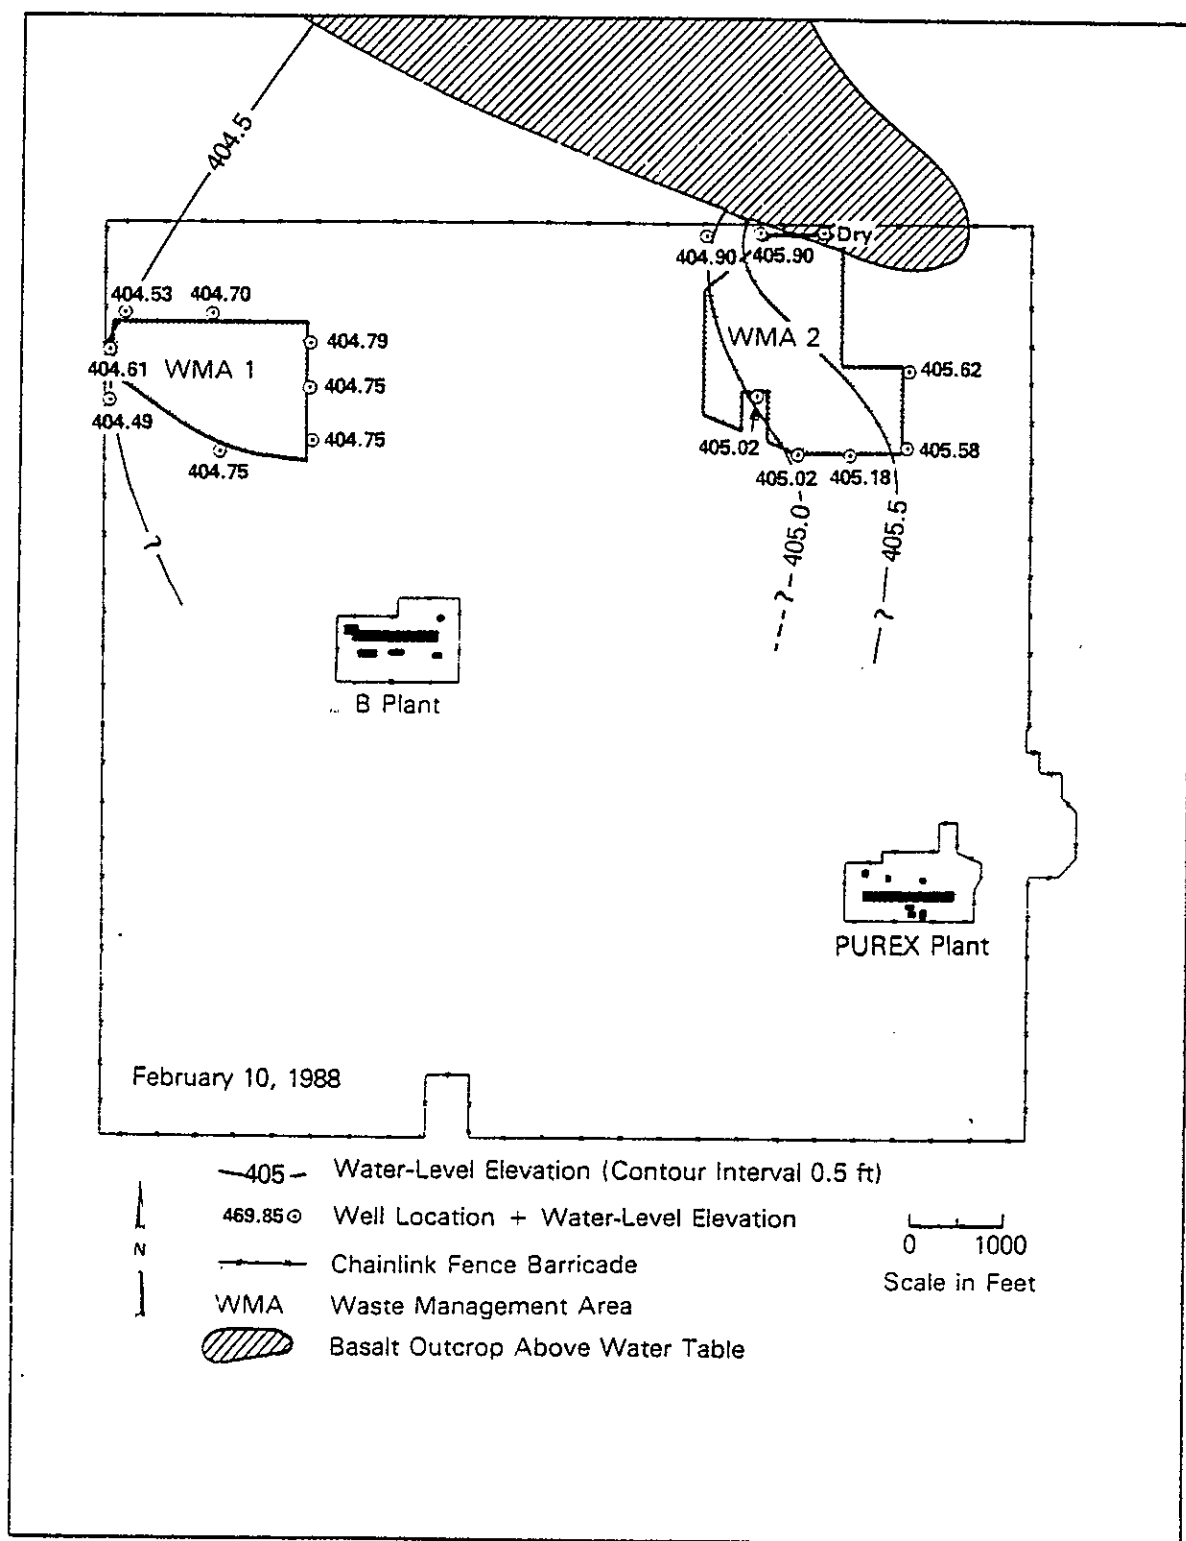 404.5
Dry
404.90
405.90
404.53
404.70
WMA 2
404.79
WMA 1
404.61
405.62
404.75
404.49
404.75
404.75
405.02
405.58
405.02
405.18
405.0
405.5
?
?
?
B Plant
PUREX Plant
February 10, 1988
405
Water-Level Elevation (Contour Interval 0.5 ft)
469.85
Well Location + Water-Level Elevation
N
Chainlink Fence Barricade
0 1000
Scale in Feet
WMA
Waste Management Area
Basalt Outcrop Above Water Table